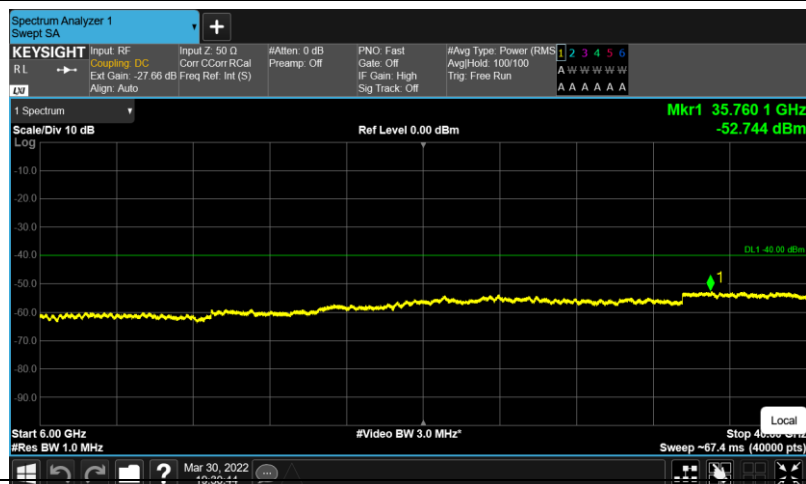 Spectrum Analyzer 1
Swept SA
KEYSIGHT
RL
LXI
Input: RF
Coupling: DC
Ext Gain: -27.66 dB
Align: Auto
Input Z: 50 Ω
Corr CCorr RCal
Freq Ref: Int (S)
#Atten: 0 dB
Preamp: Off
PNO: Fast
Gate: Off
IF Gain: High
Sig Track: Off
#Avg Type: Power (RMS
Avg|Hold: 100/100
Trig: Free Run
1 2 3 4 5 6
A W W W W W
A A A A A A
1 Spectrum
Scale/Div 10 dB
Ref Level 0.00 dBm
Mkr1 35.760 1 GHz
-52.744 dBm
Log
-10.0
-20.0
-30.0
-40.0
DL1 -40.00 dBm
1
-50.0
-60.0
-70.0
-80.0
-90.0
Local
Start 6.00 GHz
#Video BW 3.0 MHz*
Stop 40.00 GHz
#Res BW 1.0 MHz
Sweep ~67.4 ms (40000 pts)
?
Mar 30, 2022